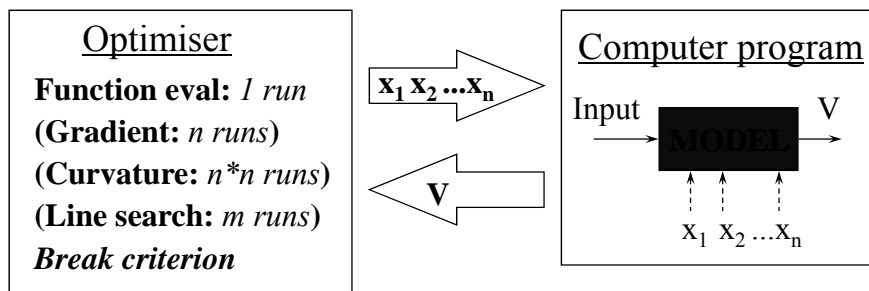 Optimiser
Function eval: 1 run
(Gradient: n runs)
(Curvature: n*n runs)
(Line search: m runs)
Break criterion
x₁ x₂ ...xₙ
V
Computer program
Input
V
MODEL
x₁ x₂ ...xₙ